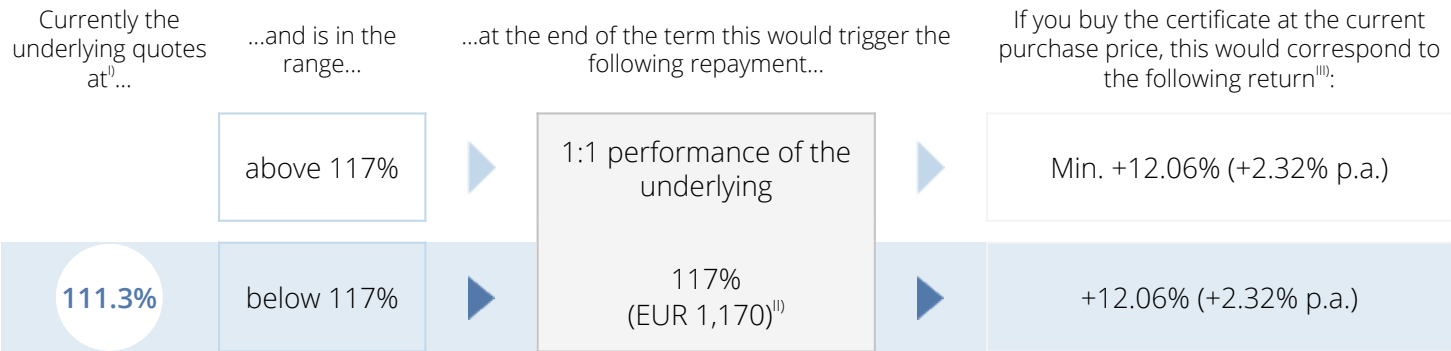 Currently the
underlying quotes
at^I)...
...and is in the
range...
...at the end of the term this would trigger the
following repayment...
If you buy the certificate at the current
purchase price, this would correspond to
the following return^III):
above 117%
1:1 performance of the
underlying
Min. +12.06% (+2.32% p.a.)
111.3%
below 117%
117%
(EUR 1,170)^II)
+12.06% (+2.32% p.a.)